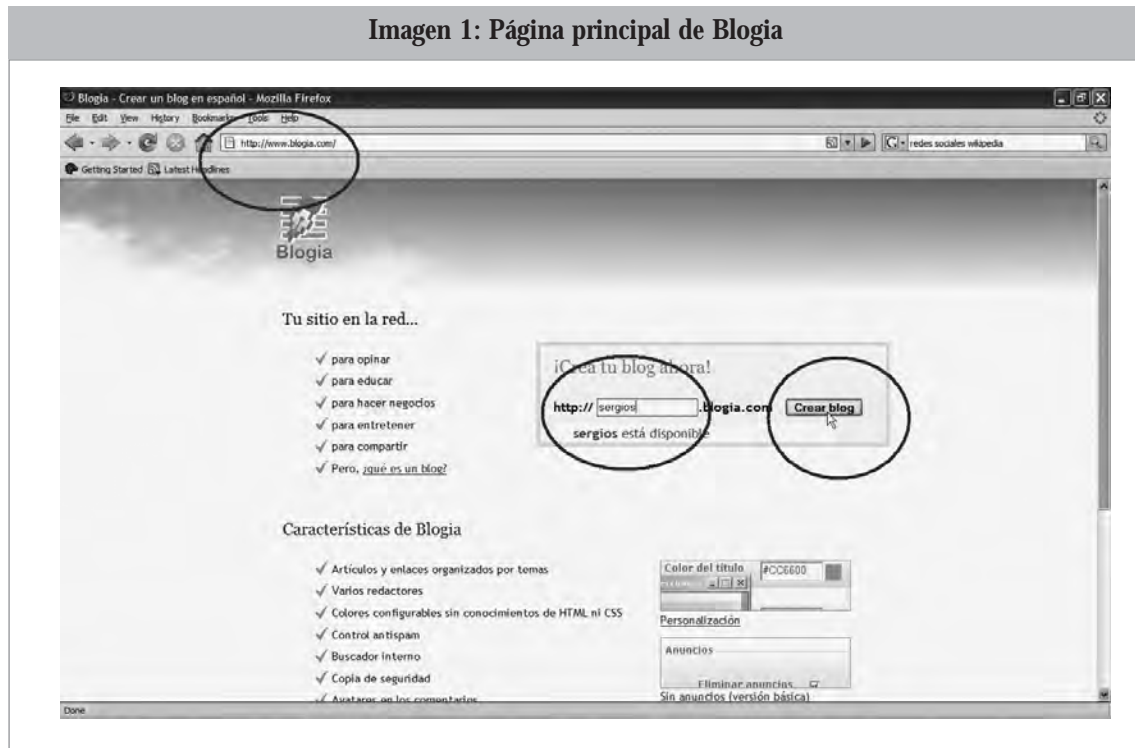 Imagen 1: Página principal de Blogia
Blogia - Crear un blog en español - Mozilla Firefox
File Edit View History Bookmarks Tools Help
http://www.blogia.com/
G redes sociales wikipedia
Getting Started Latest Headlines
Blogia
Tu sitio en la red...
para opinar
para educar
para hacer negocios
para entretener
para compartir
Pero, ¿qué es un blog?
¡Crea tu blog ahora!
http:// sergios .blogia.com Crear blog
sergios está disponible
Características de Blogia
Artículos y enlaces organizados por temas
Varios redactores
Colores configurables sin conocimientos de HTML ni CSS
Control antispam
Buscador interno
Copia de seguridad
Avatares en los comentarios
Color del título #CC6600
Personalización
Anuncios
Eliminar anuncios
Sin anuncios (versión básica)
Done